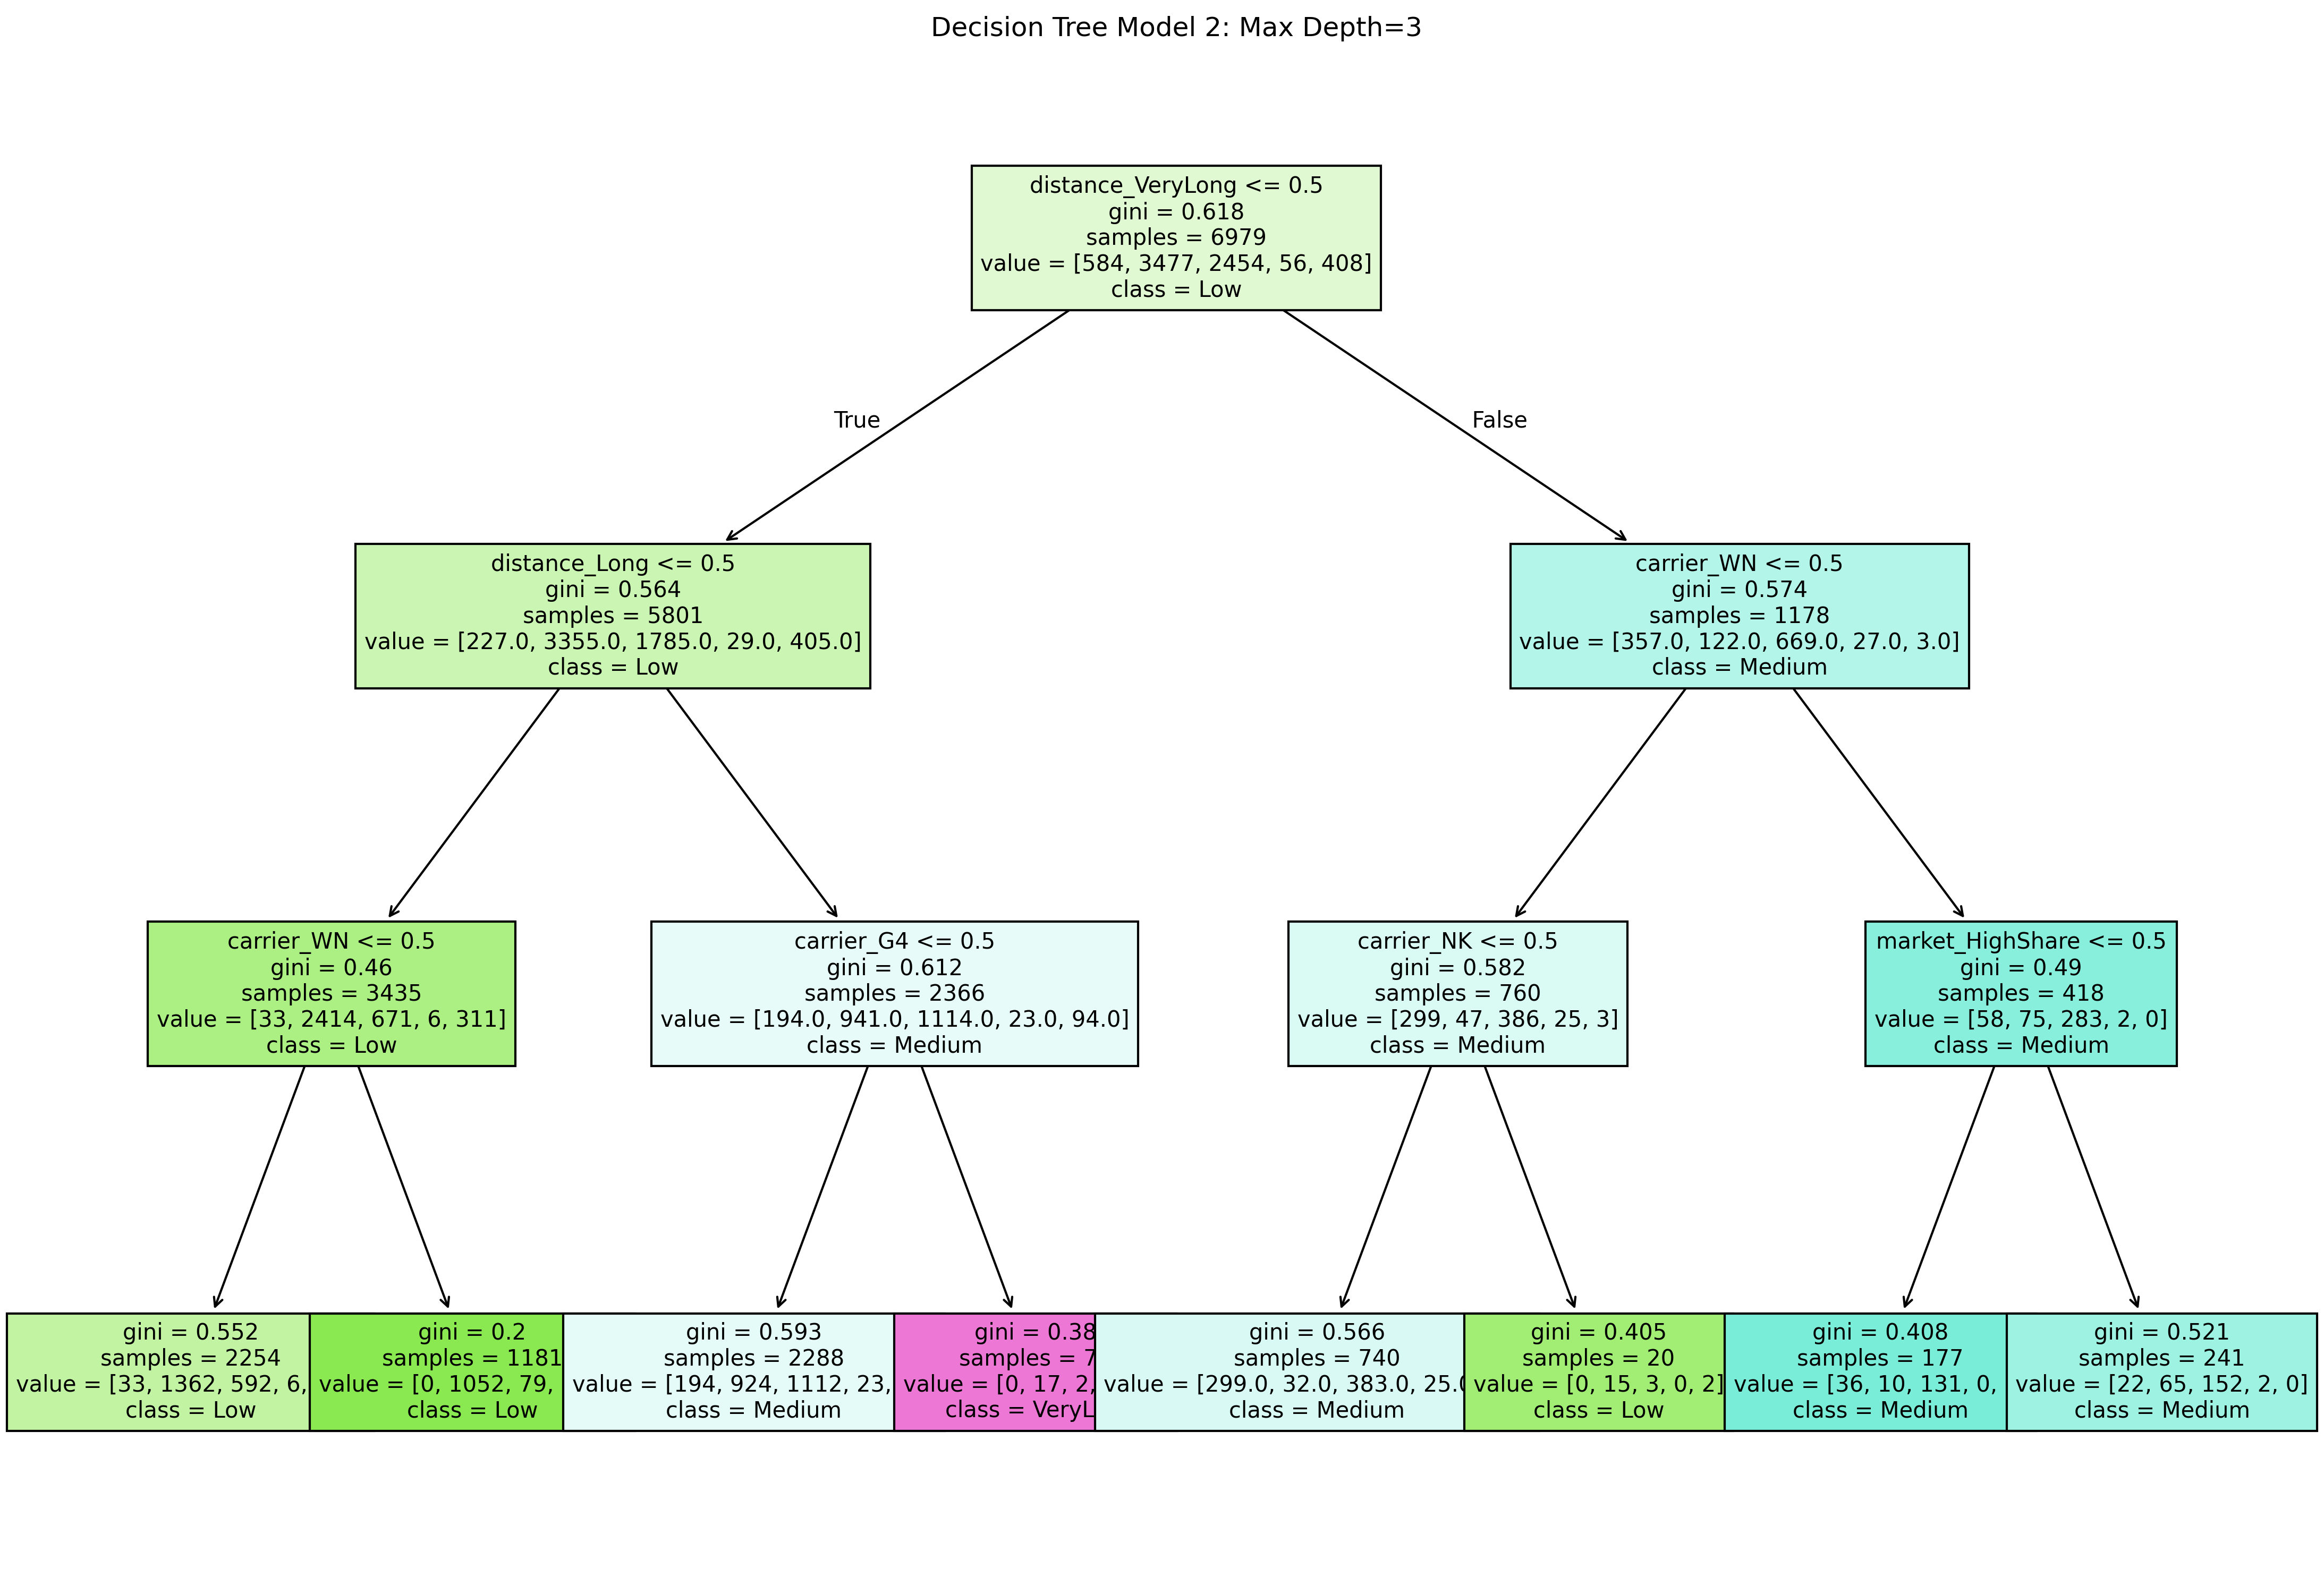 Decision Tree Model 2: Max Depth=3
distance_VeryLong <= 0.5
gini = 0.618
samples = 6979
value = [584, 3477, 2454, 56, 408]
class = Low
True
False
distance_Long <= 0.5
gini = 0.564
samples = 5801
value = [227.0, 3355.0, 1785.0, 29.0, 405.0]
class = Low
carrier_WN <= 0.5
gini = 0.574
samples = 1178
value = [357.0, 122.0, 669.0, 27.0, 3.0]
class = Medium
carrier_WN <= 0.5
gini = 0.46
samples = 3435
value = [33, 2414, 671, 6, 311]
class = Low
carrier_G4 <= 0.5
gini = 0.612
samples = 2366
value = [194.0, 941.0, 1114.0, 23.0, 94.0]
class = Medium
carrier_NK <= 0.5
gini = 0.582
samples = 760
value = [299, 47, 386, 25, 3]
class = Medium
market_HighShare <= 0.5
gini = 0.49
samples = 418
value = [58, 75, 283, 2, 0]
class = Medium
gini = 0.552
samples = 2254
value = [33, 1362, 592, 6,
class = Low
gini = 0.2
samples = 1181
value = [0, 1052, 79,
class = Low
gini = 0.593
samples = 2288
value = [194, 924, 1112, 23,
class = Medium
gini = 0.38
samples = 7
value = [0, 17, 2,
class = VeryL
gini = 0.566
samples = 740
value = [299.0, 32.0, 383.0, 25.0
class = Medium
gini = 0.405
samples = 20
value = [0, 15, 3, 0, 2]
class = Low
gini = 0.408
samples = 177
value = [36, 10, 131, 0,
class = Medium
gini = 0.521
samples = 241
value = [22, 65, 152, 2, 0]
class = Medium